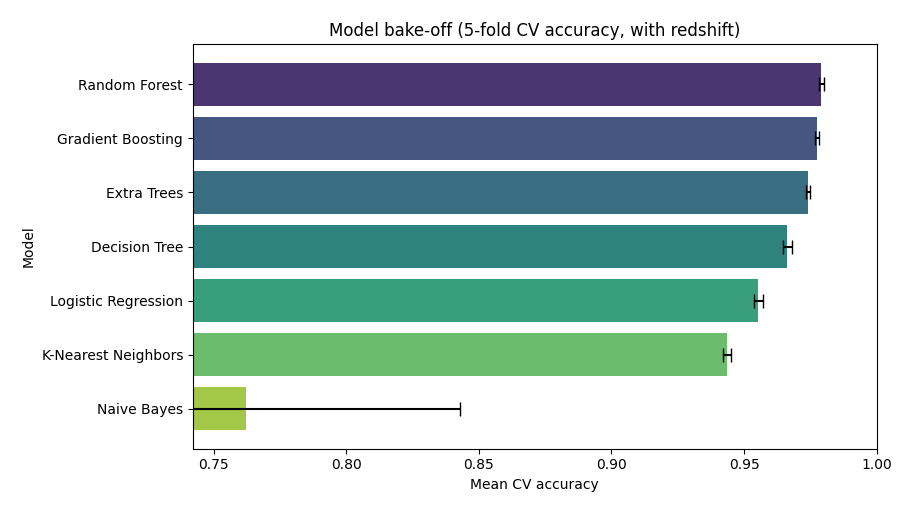 Model bake-off (5-fold CV accuracy, with redshift)
Random Forest
Gradient Boosting
Extra Trees
Decision Tree
Logistic Regression
K-Nearest Neighbors
Naive Bayes
Model
0.75 0.80 0.85 0.90 0.95 1.00
Mean CV accuracy